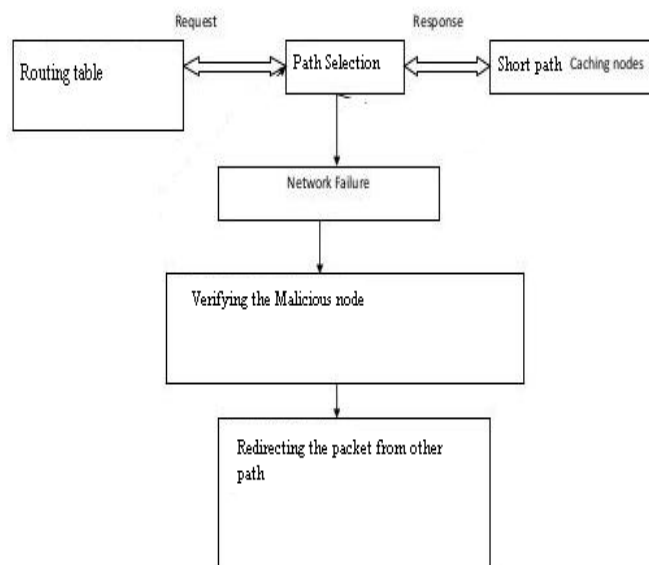 Request
Response
Routing table
Path Selection
Short path Caching nodes
Network Failure
Verifying the Malicious node
Redirecting the packet from other
path